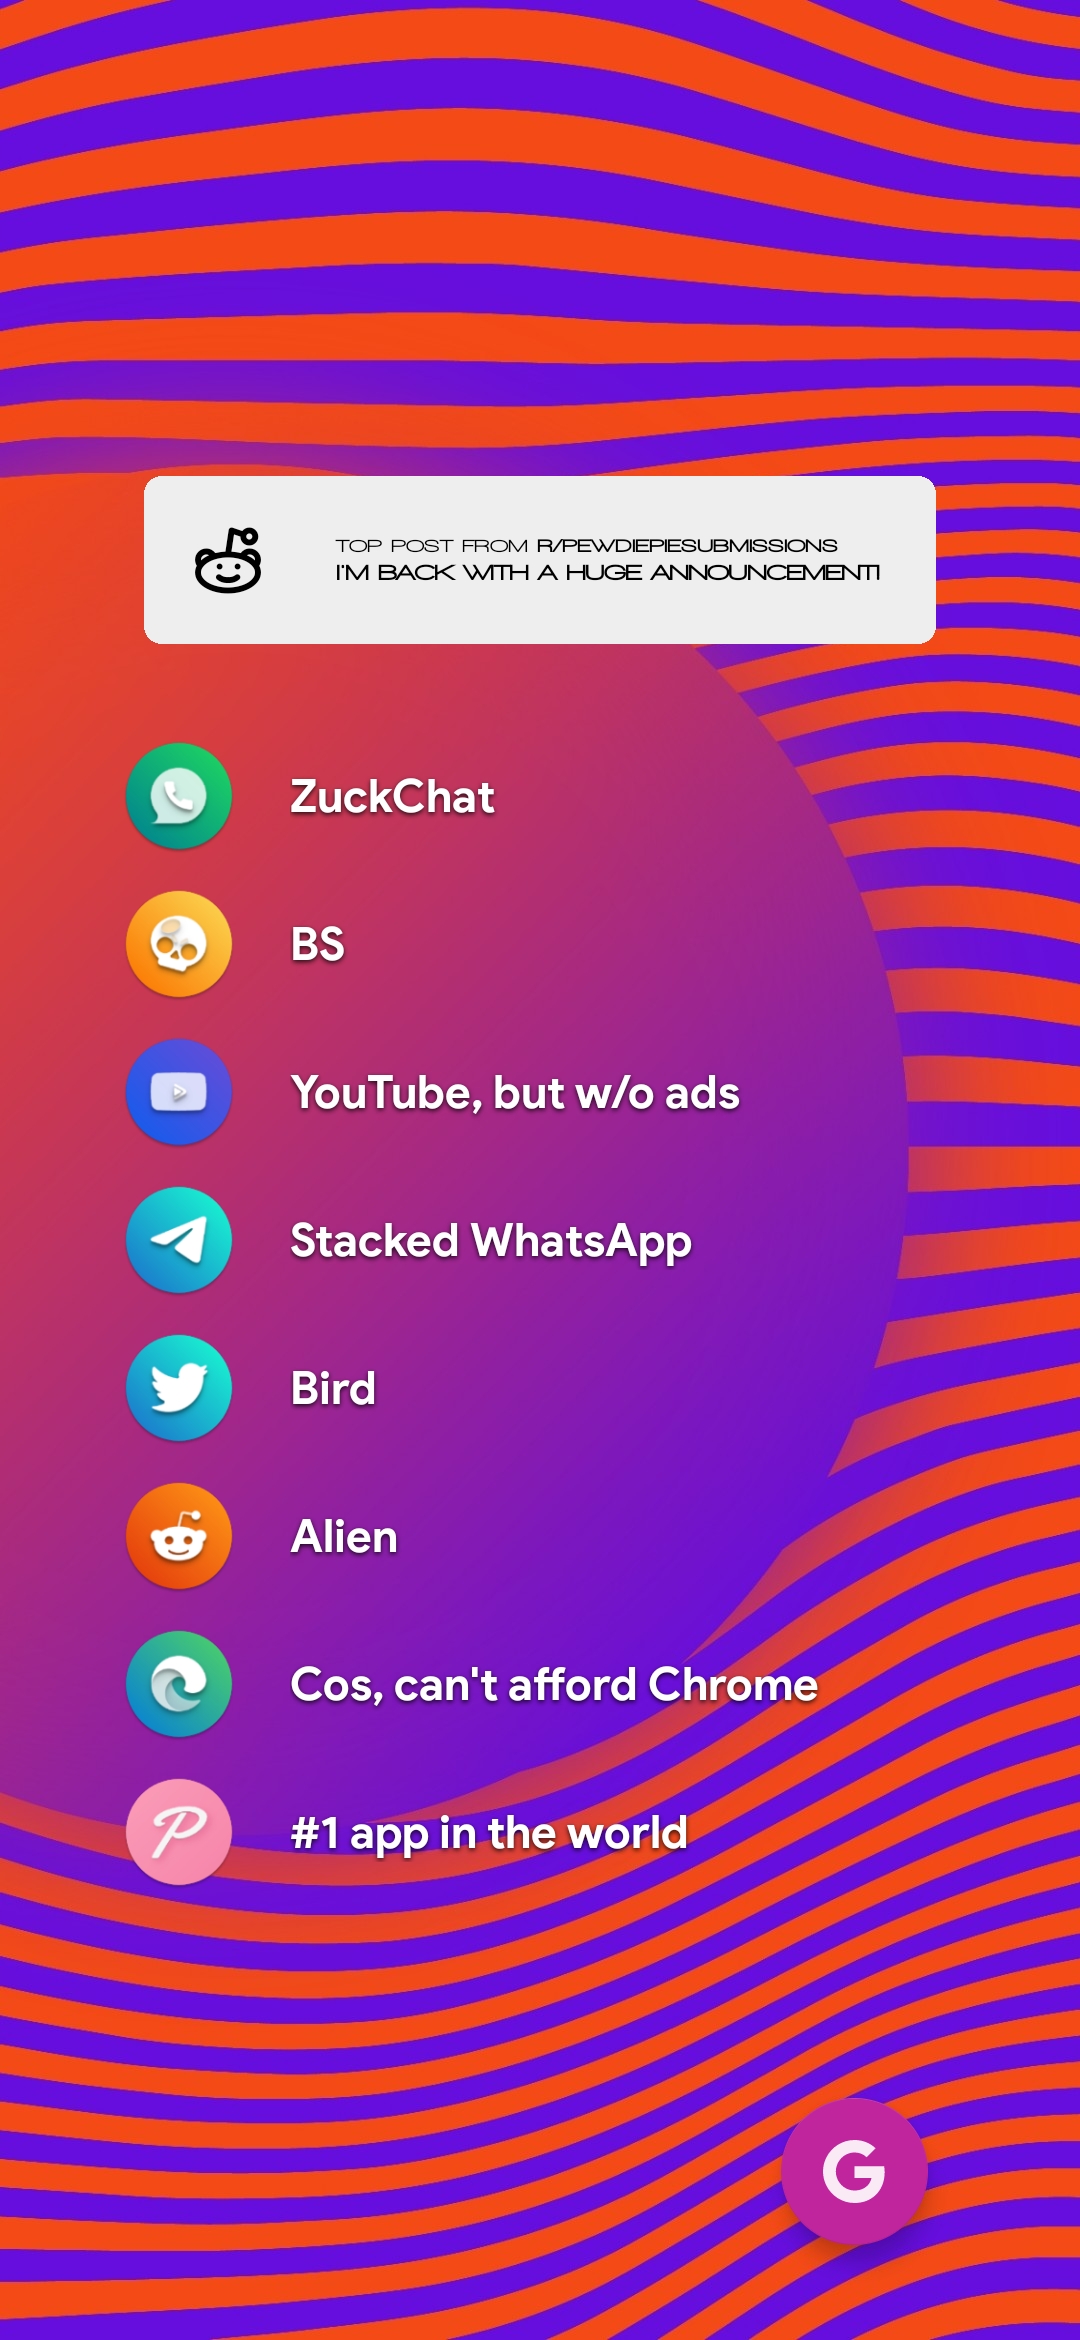 TOP POST FROM R/PEWDIEPIESUBMISSIONS
I'M BACK WITH A HUGE ANNOUNCEMENT!
ZuckChat
BS
YouTube, but w/o ads
Stacked WhatsApp
Bird
Alien
Cos, can't afford Chrome
#1 app in the world
G